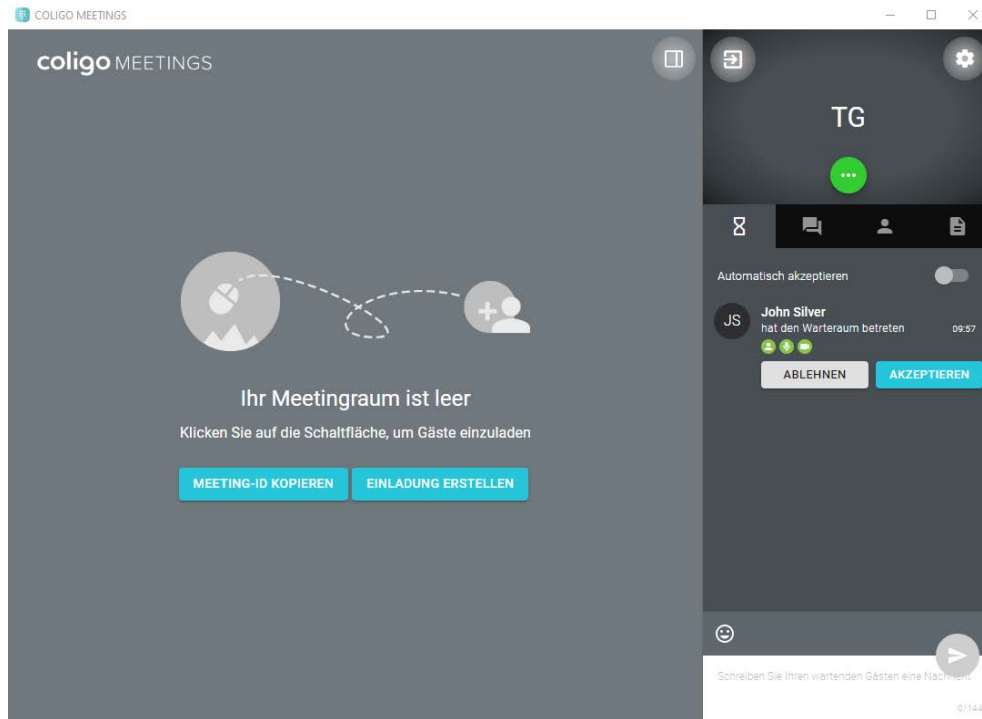 COLIGO MEETINGS
coligo MEETINGS
TG
Automatisch akzeptieren
JS
John Silver
hat den Warteraum betreten
09:57
ABLEHNEN
AKZEPTIEREN
Ihr Meetingraum ist leer
Klicken Sie auf die Schaltfläche, um Gäste einzuladen
MEETING-ID KOPIEREN
EINLADUNG ERSTELLEN
Schreiben Sie Ihren wartenden Gästen eine Nachricht
0/144